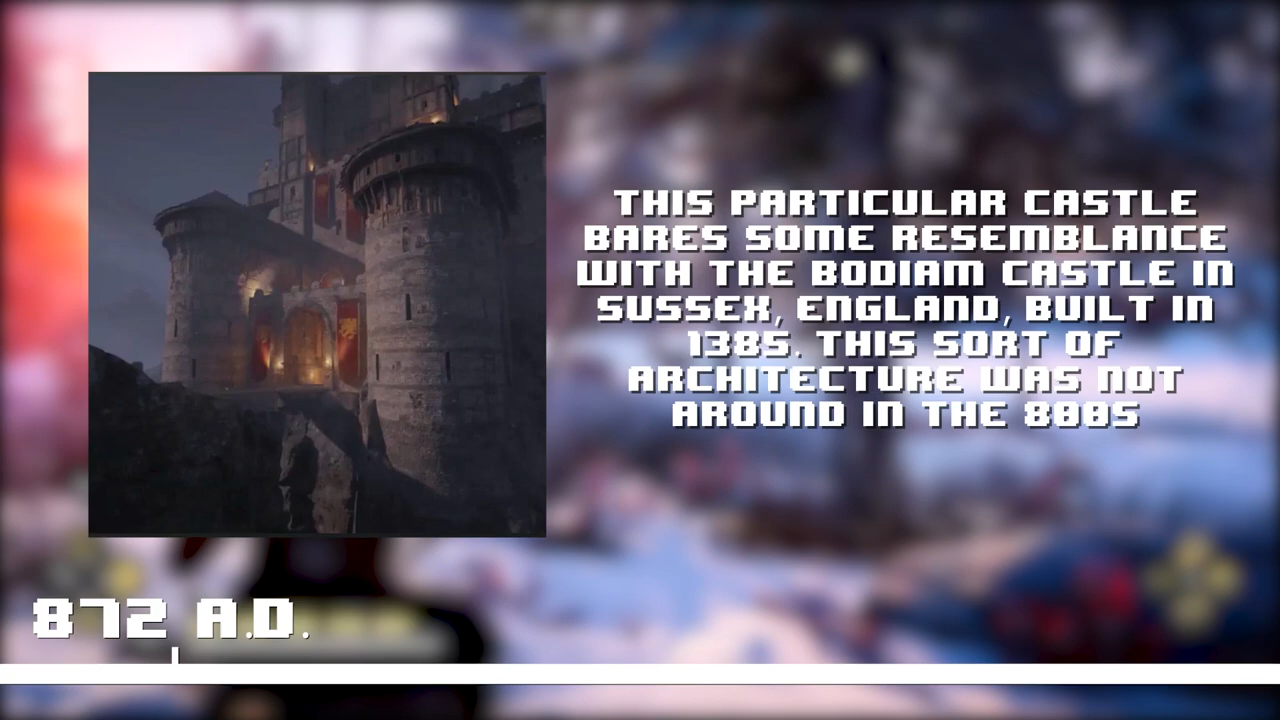 THIS PARTICULAR CASTLE
BARES SOME RESEMBLANCE
WITH THE BODIAM CASTLE IN
SUSSEX, ENGLAND, BUILT IN
1385. THIS SORT OF
ARCHITECTURE WAS NOT
AROUND IN THE 800S
872 A.D.